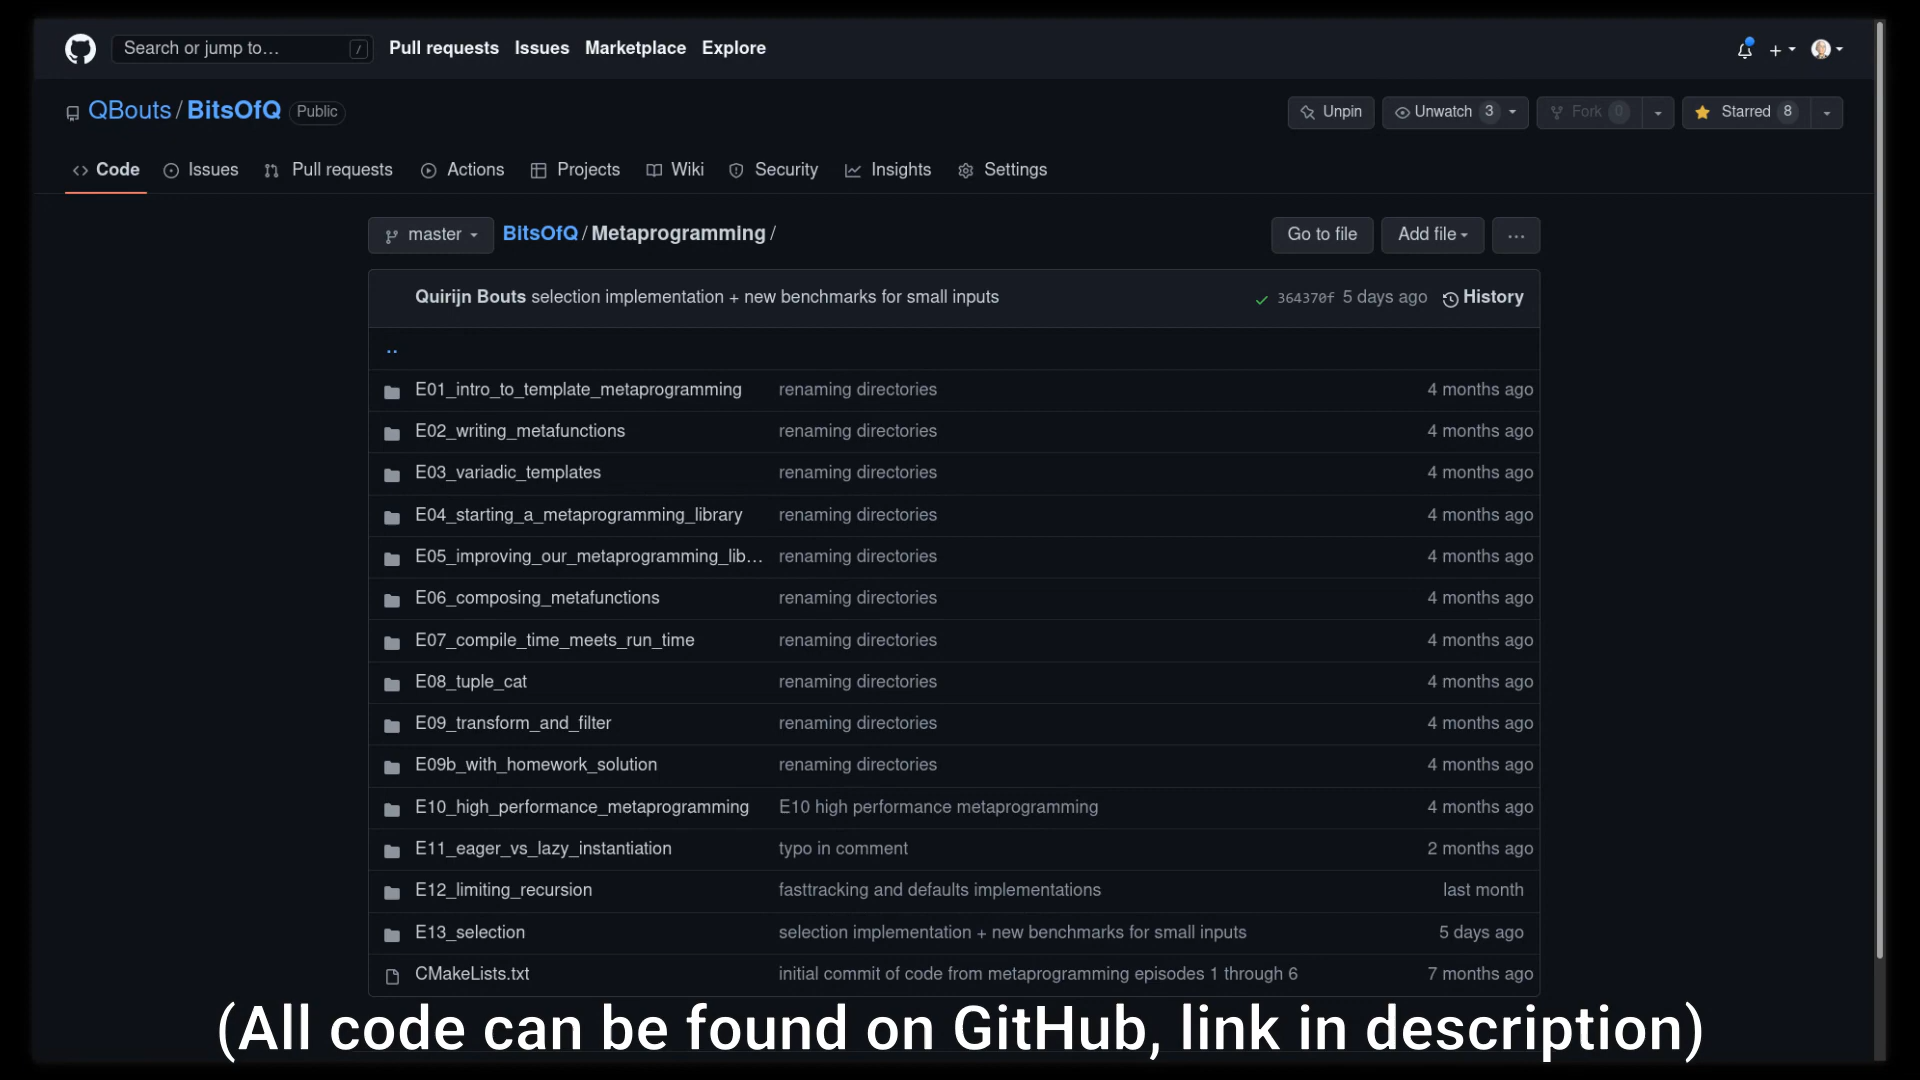 Search or jump to… / Pull requests Issues Marketplace Explore
QBouts / BitsOfQ Public Unpin Unwatch 3 Fork 0 Starred 8
Code Issues Pull requests Actions Projects Wiki Security Insights Settings
master BitsOfQ / Metaprogramming / Go to file Add file ...
Quirijn Bouts selection implementation + new benchmarks for small inputs 364370f 5 days ago History
..
E01_intro_to_template_metaprogramming renaming directories 4 months ago
E02_writing_metafunctions renaming directories 4 months ago
E03_variadic_templates renaming directories 4 months ago
E04_starting_a_metaprogramming_library renaming directories 4 months ago
E05_improving_our_metaprogramming_lib… renaming directories 4 months ago
E06_composing_metafunctions renaming directories 4 months ago
E07_compile_time_meets_run_time renaming directories 4 months ago
E08_tuple_cat renaming directories 4 months ago
E09_transform_and_filter renaming directories 4 months ago
E09b_with_homework_solution renaming directories 4 months ago
E10_high_performance_metaprogramming E10 high performance metaprogramming 4 months ago
E11_eager_vs_lazy_instantiation typo in comment 2 months ago
E12_limiting_recursion fasttracking and defaults implementations last month
E13_selection selection implementation + new benchmarks for small inputs 5 days ago
CMakeLists.txt initial commit of code from metaprogramming episodes 1 through 6 7 months ago
(All code can be found on GitHub, link in description)